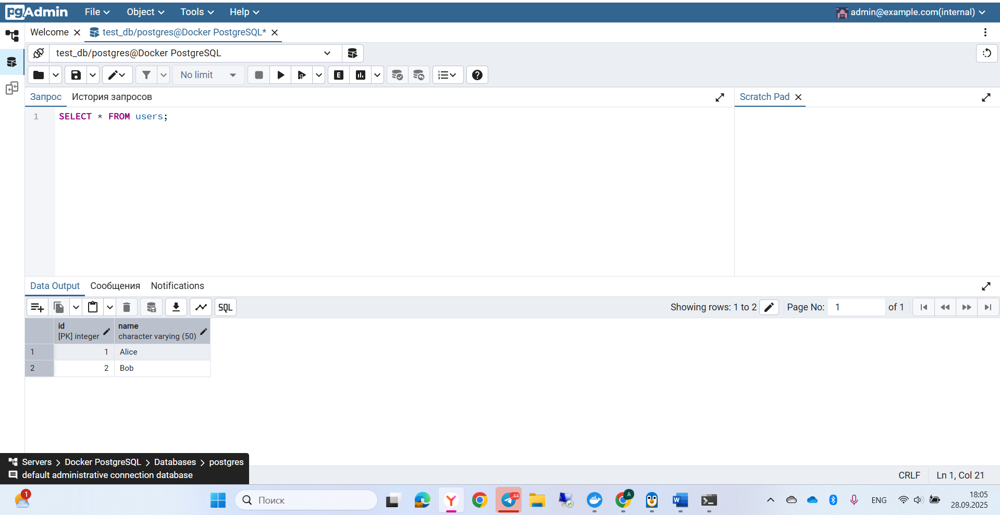 pgAdmin File Object Tools Help admin@example.com(internal)
Welcome test_db/postgres@Docker PostgreSQL*
test_db/postgres@Docker PostgreSQL
No limit E
Запрос История запросов Scratch Pad
1 SELECT * FROM users;
Data Output Сообщения Notifications
SQL Showing rows: 1 to 2 Page No: 1 of 1
id name
[PK] integer character varying (50)
1 1 Alice
2 2 Bob
Servers > Docker PostgreSQL > Databases > postgres
default administrative connection database
CRLF Ln 1, Col 21
1 Поиск 44 A W ENG 18:05
28.09.2025